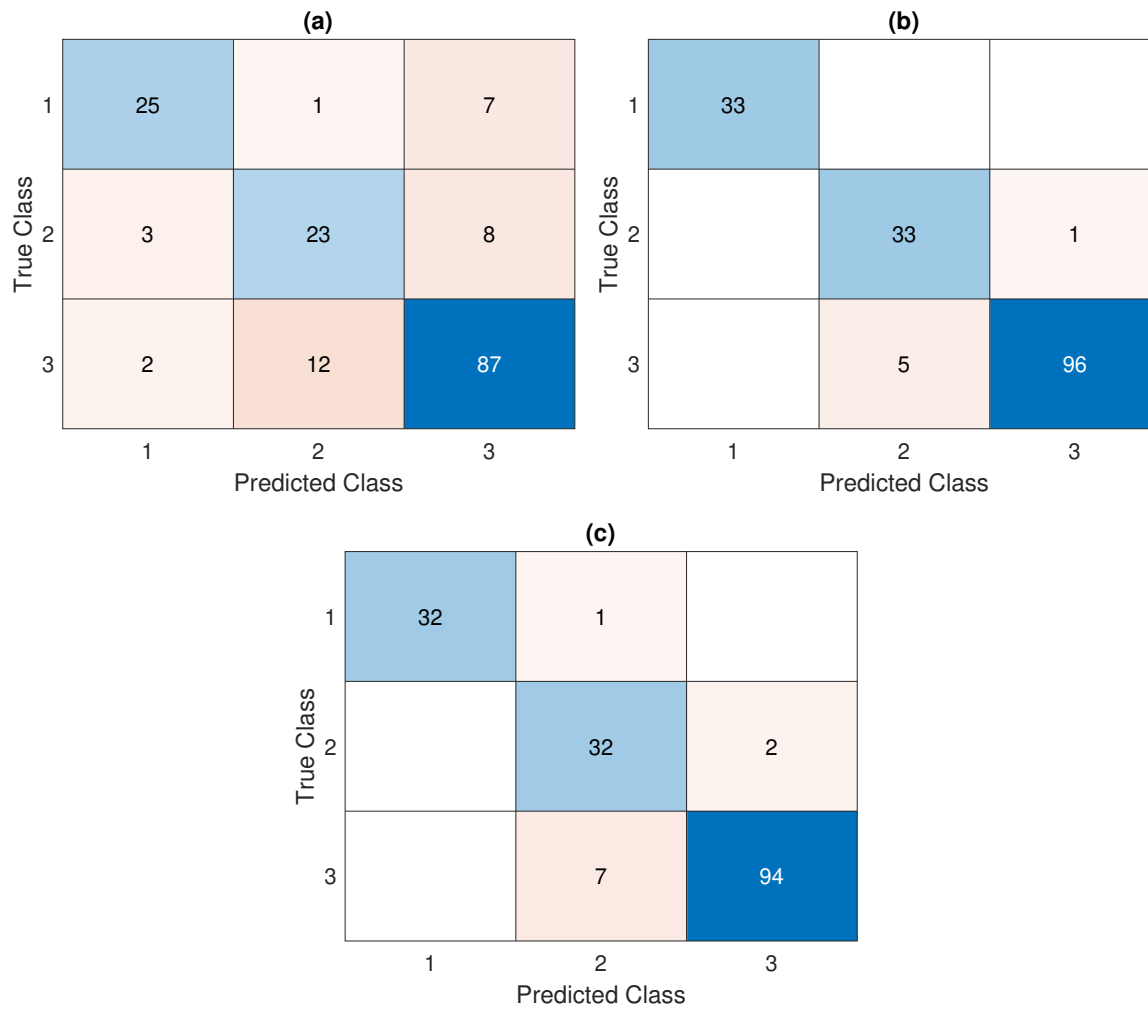 (a)
True Class
1 25 1 7
2 3 23 8
3 2 12 87
1 2 3
Predicted Class
(b)
True Class
1 33
2 33 1
3 5 96
1 2 3
Predicted Class
(c)
True Class
1 32 1
2 32 2
3 7 94
1 2 3
Predicted Class